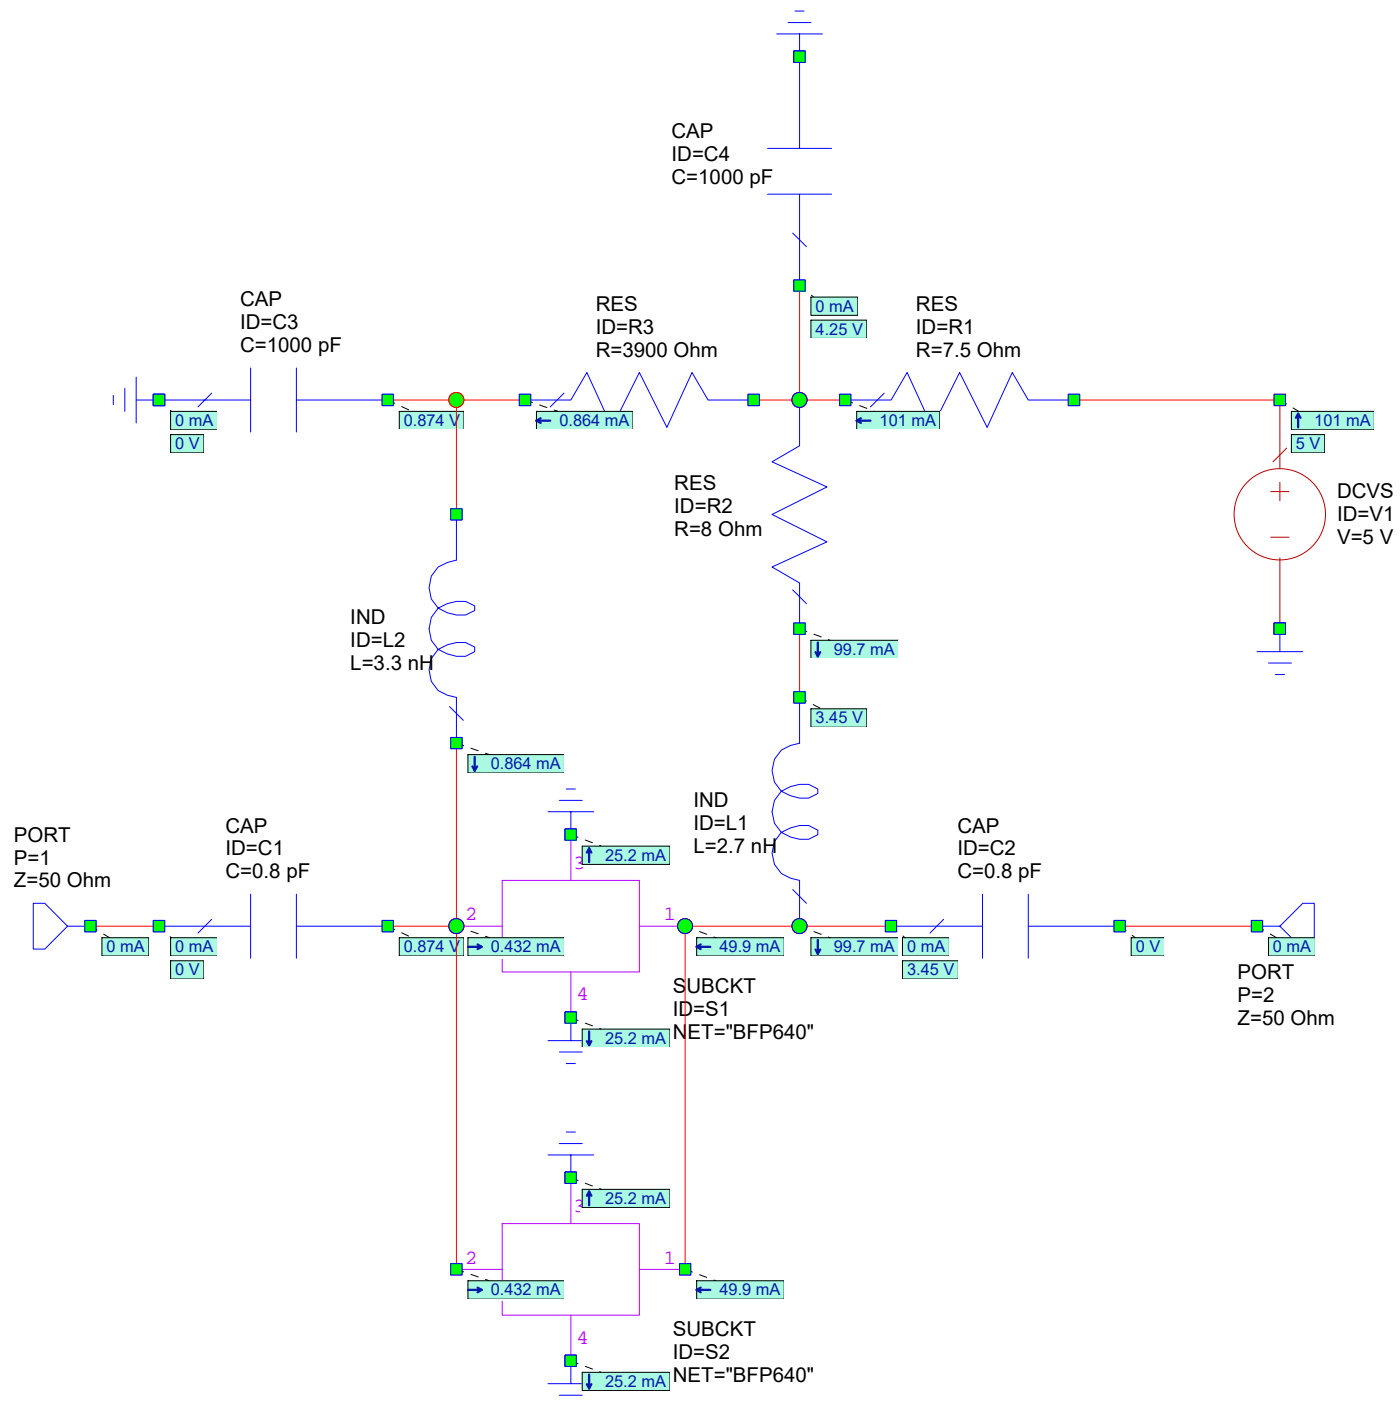 CAP
ID=C4
C=1000 pF
0 mA
4.25 V
CAP
ID=C3
C=1000 pF
RES
ID=R3
R=3900 Ohm
RES
ID=R1
R=7.5 Ohm
0 mA
0 V
0.874 V
0.864 mA
101 mA
101 mA
5 V
RES
ID=R2
R=8 Ohm
DCVS
ID=V1
V=5 V
99.7 mA
3.45 V
IND
ID=L2
L=3.3 nH
0.864 mA
IND
ID=L1
L=2.7 nH
PORT
P=1
Z=50 Ohm
CAP
ID=C1
C=0.8 pF
CAP
ID=C2
C=0.8 pF
25.2 mA
3
2
1
0 mA
0 mA
0 V
0.874 V
0.432 mA
49.9 mA
99.7 mA
0 mA
3.45 V
0 V
0 mA
PORT
P=2
Z=50 Ohm
4
25.2 mA
SUBCKT
ID=S1
NET="BFP640"
25.2 mA
3
2
1
0.432 mA
49.9 mA
4
25.2 mA
SUBCKT
ID=S2
NET="BFP640"